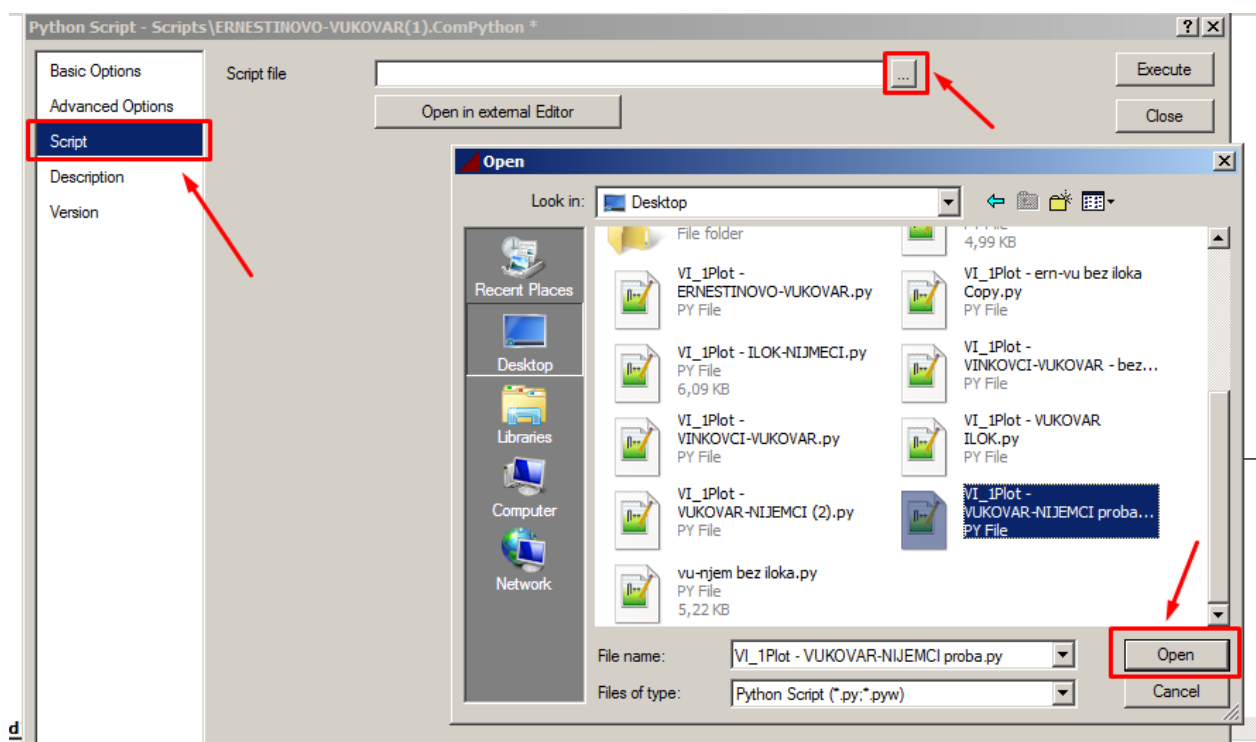 Python Script - Scripts\ERNESTINOVO-VUKOVAR(1).ComPython *
Basic Options
Advanced Options
Script
Description
Version
Script file
...
Execute
Open in external Editor
Close
Open
Look in:
Desktop
Recent Places
Desktop
Libraries
Computer
Network
File folder
4,99 KB
VI_1Plot -
ERNESTINOVO-VUKOVAR.py
PY File
VI_1Plot - ern-vu bez iloka
Copy.py
PY File
VI_1Plot - ILOK-NIJMECI.py
PY File
6,09 KB
VI_1Plot -
VINKOVCI-VUKOVAR - bez...
PY File
VI_1Plot -
VINKOVCI-VUKOVAR.py
PY File
VI_1Plot - VUKOVAR
ILOK.py
PY File
VI_1Plot -
VUKOVAR-NIJEMCI (2).py
PY File
VI_1Plot -
VUKOVAR-NIJEMCI proba...
PY File
vu-njem bez iloka.py
PY File
5,22 KB
File name:
VI_1Plot - VUKOVAR-NIJEMCI proba.py
Open
Files of type:
Python Script (*.py;*.pyw)
Cancel
d